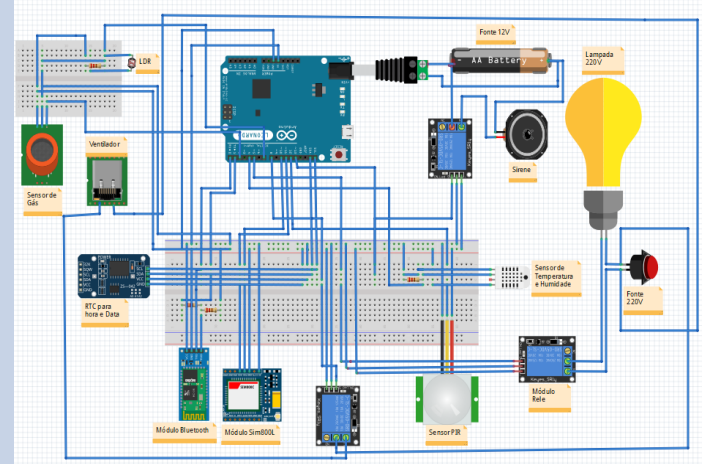 Fonte 12V
AA Battery
Lampada
220V
LDR
Ventilador
Sirene
Sensor de
Gás
Sensor de
Temperatura
e Humidade
Fonte
220V
RTC para
hora e Data
Módulo
Rele
Módulo Bluetooth
Módulo Sim800L
Sensor PIR